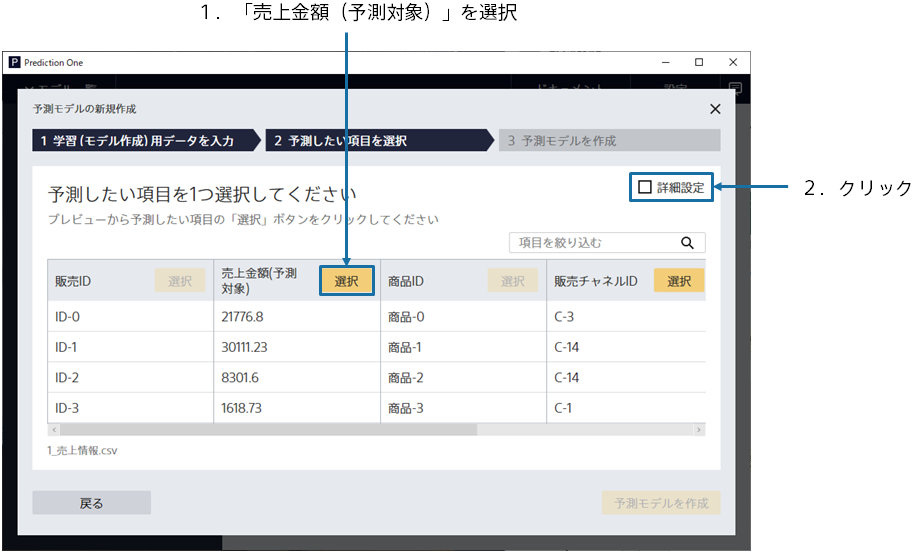 １．「売上金額（予測対象）」を選択
Prediction One
予測モデルの新規作成
1 学習(モデル作成)用データを入力
2 予測したい項目を選択
3 予測モデルを作成
予測したい項目を1つ選択してください
詳細設定
２．クリック
プレビューから予測したい項目の「選択」ボタンをクリックしてください
項目を絞り込む
販売ID 選択 売上金額(予測 選択 商品ID 選択 販売チャネルID 選択
対象)
ID-0 21776.8 商品-0 C-3
ID-1 30111.23 商品-1 C-14
ID-2 8301.6 商品-2 C-14
ID-3 1618.73 商品-3 C-1
1_売上情報.csv
戻る
予測モデルを作成